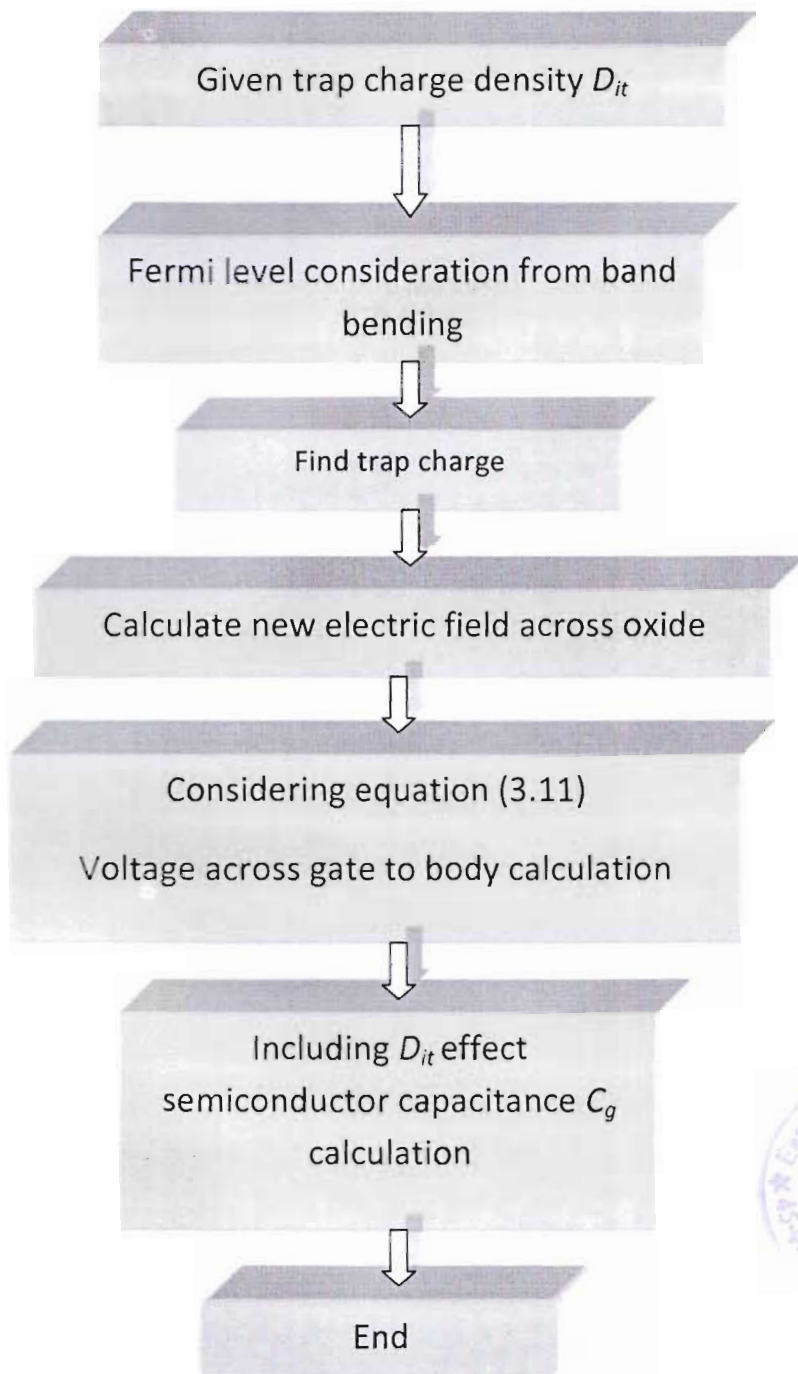 Given trap charge density D_it
Fermi level consideration from band
bending
Find trap charge
Calculate new electric field across oxide
Considering equation (3.11)
Voltage across gate to body calculation
Including D_it effect
semiconductor capacitance C_g
calculation
End